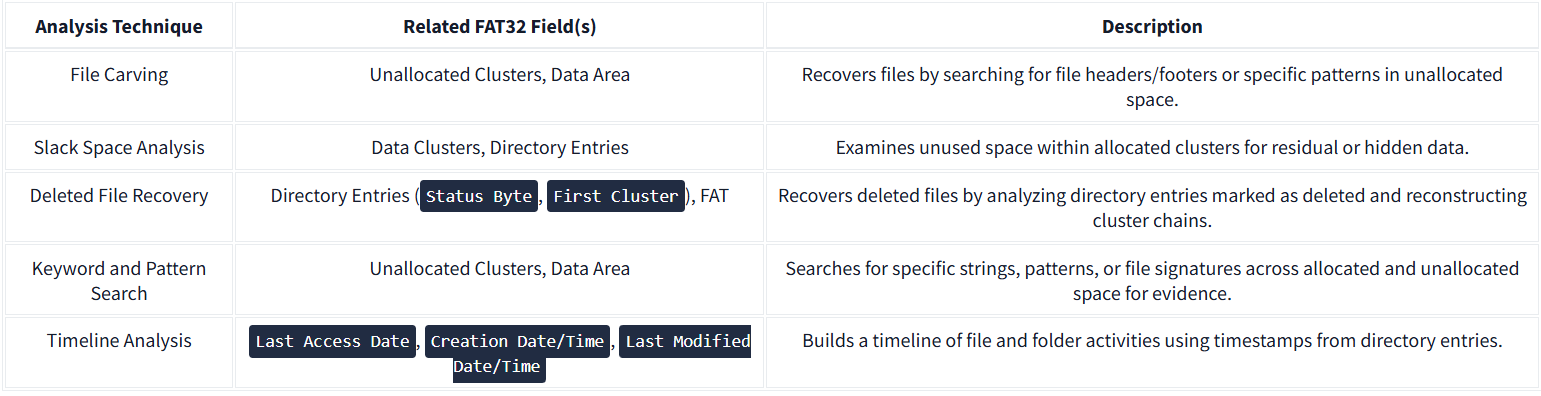 Analysis Technique
Related FAT32 Field(s)
Description
File Carving
Unallocated Clusters, Data Area
Recovers files by searching for file headers/footers or specific patterns in unallocated
space.
Slack Space Analysis
Data Clusters, Directory Entries
Examines unused space within allocated clusters for residual or hidden data.
Deleted File Recovery
Directory Entries (Status Byte, First Cluster), FAT
Recovers deleted files by analyzing directory entries marked as deleted and reconstructing
cluster chains.
Keyword and Pattern
Search
Unallocated Clusters, Data Area
Searches for specific strings, patterns, or file signatures across allocated and unallocated
space for evidence.
Timeline Analysis
Last Access Date, Creation Date/Time, Last Modified
Date/Time
Builds a timeline of file and folder activities using timestamps from directory entries.